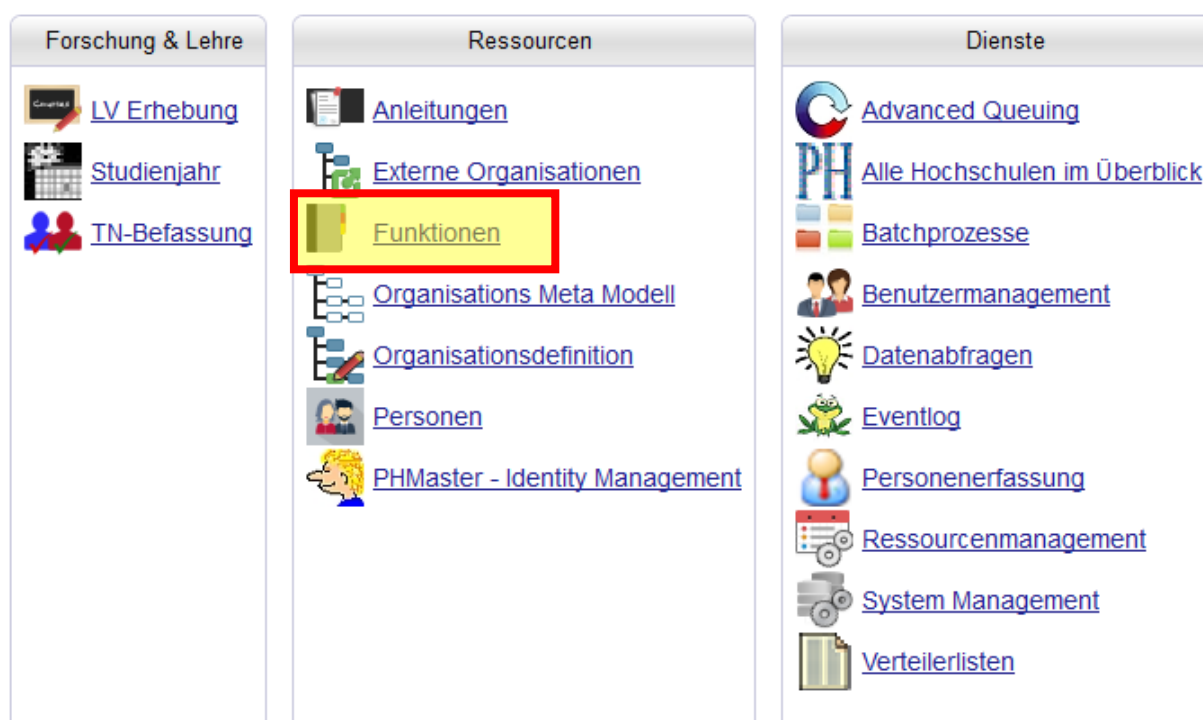 Forschung & Lehre
LV Erhebung
Studienjahr
TN-Befassung
Ressourcen
Anleitungen
Externe Organisationen
Funktionen
Organisations Meta Modell
Organisationsdefinition
Personen
PHMaster - Identity Management
Dienste
Advanced Queuing
PH
Alle Hochschulen im Überblick
Batchprozesse
Benutzermanagement
Datenabfragen
Eventlog
Personenerfassung
Ressourcenmanagement
System Management
Verteilerlisten